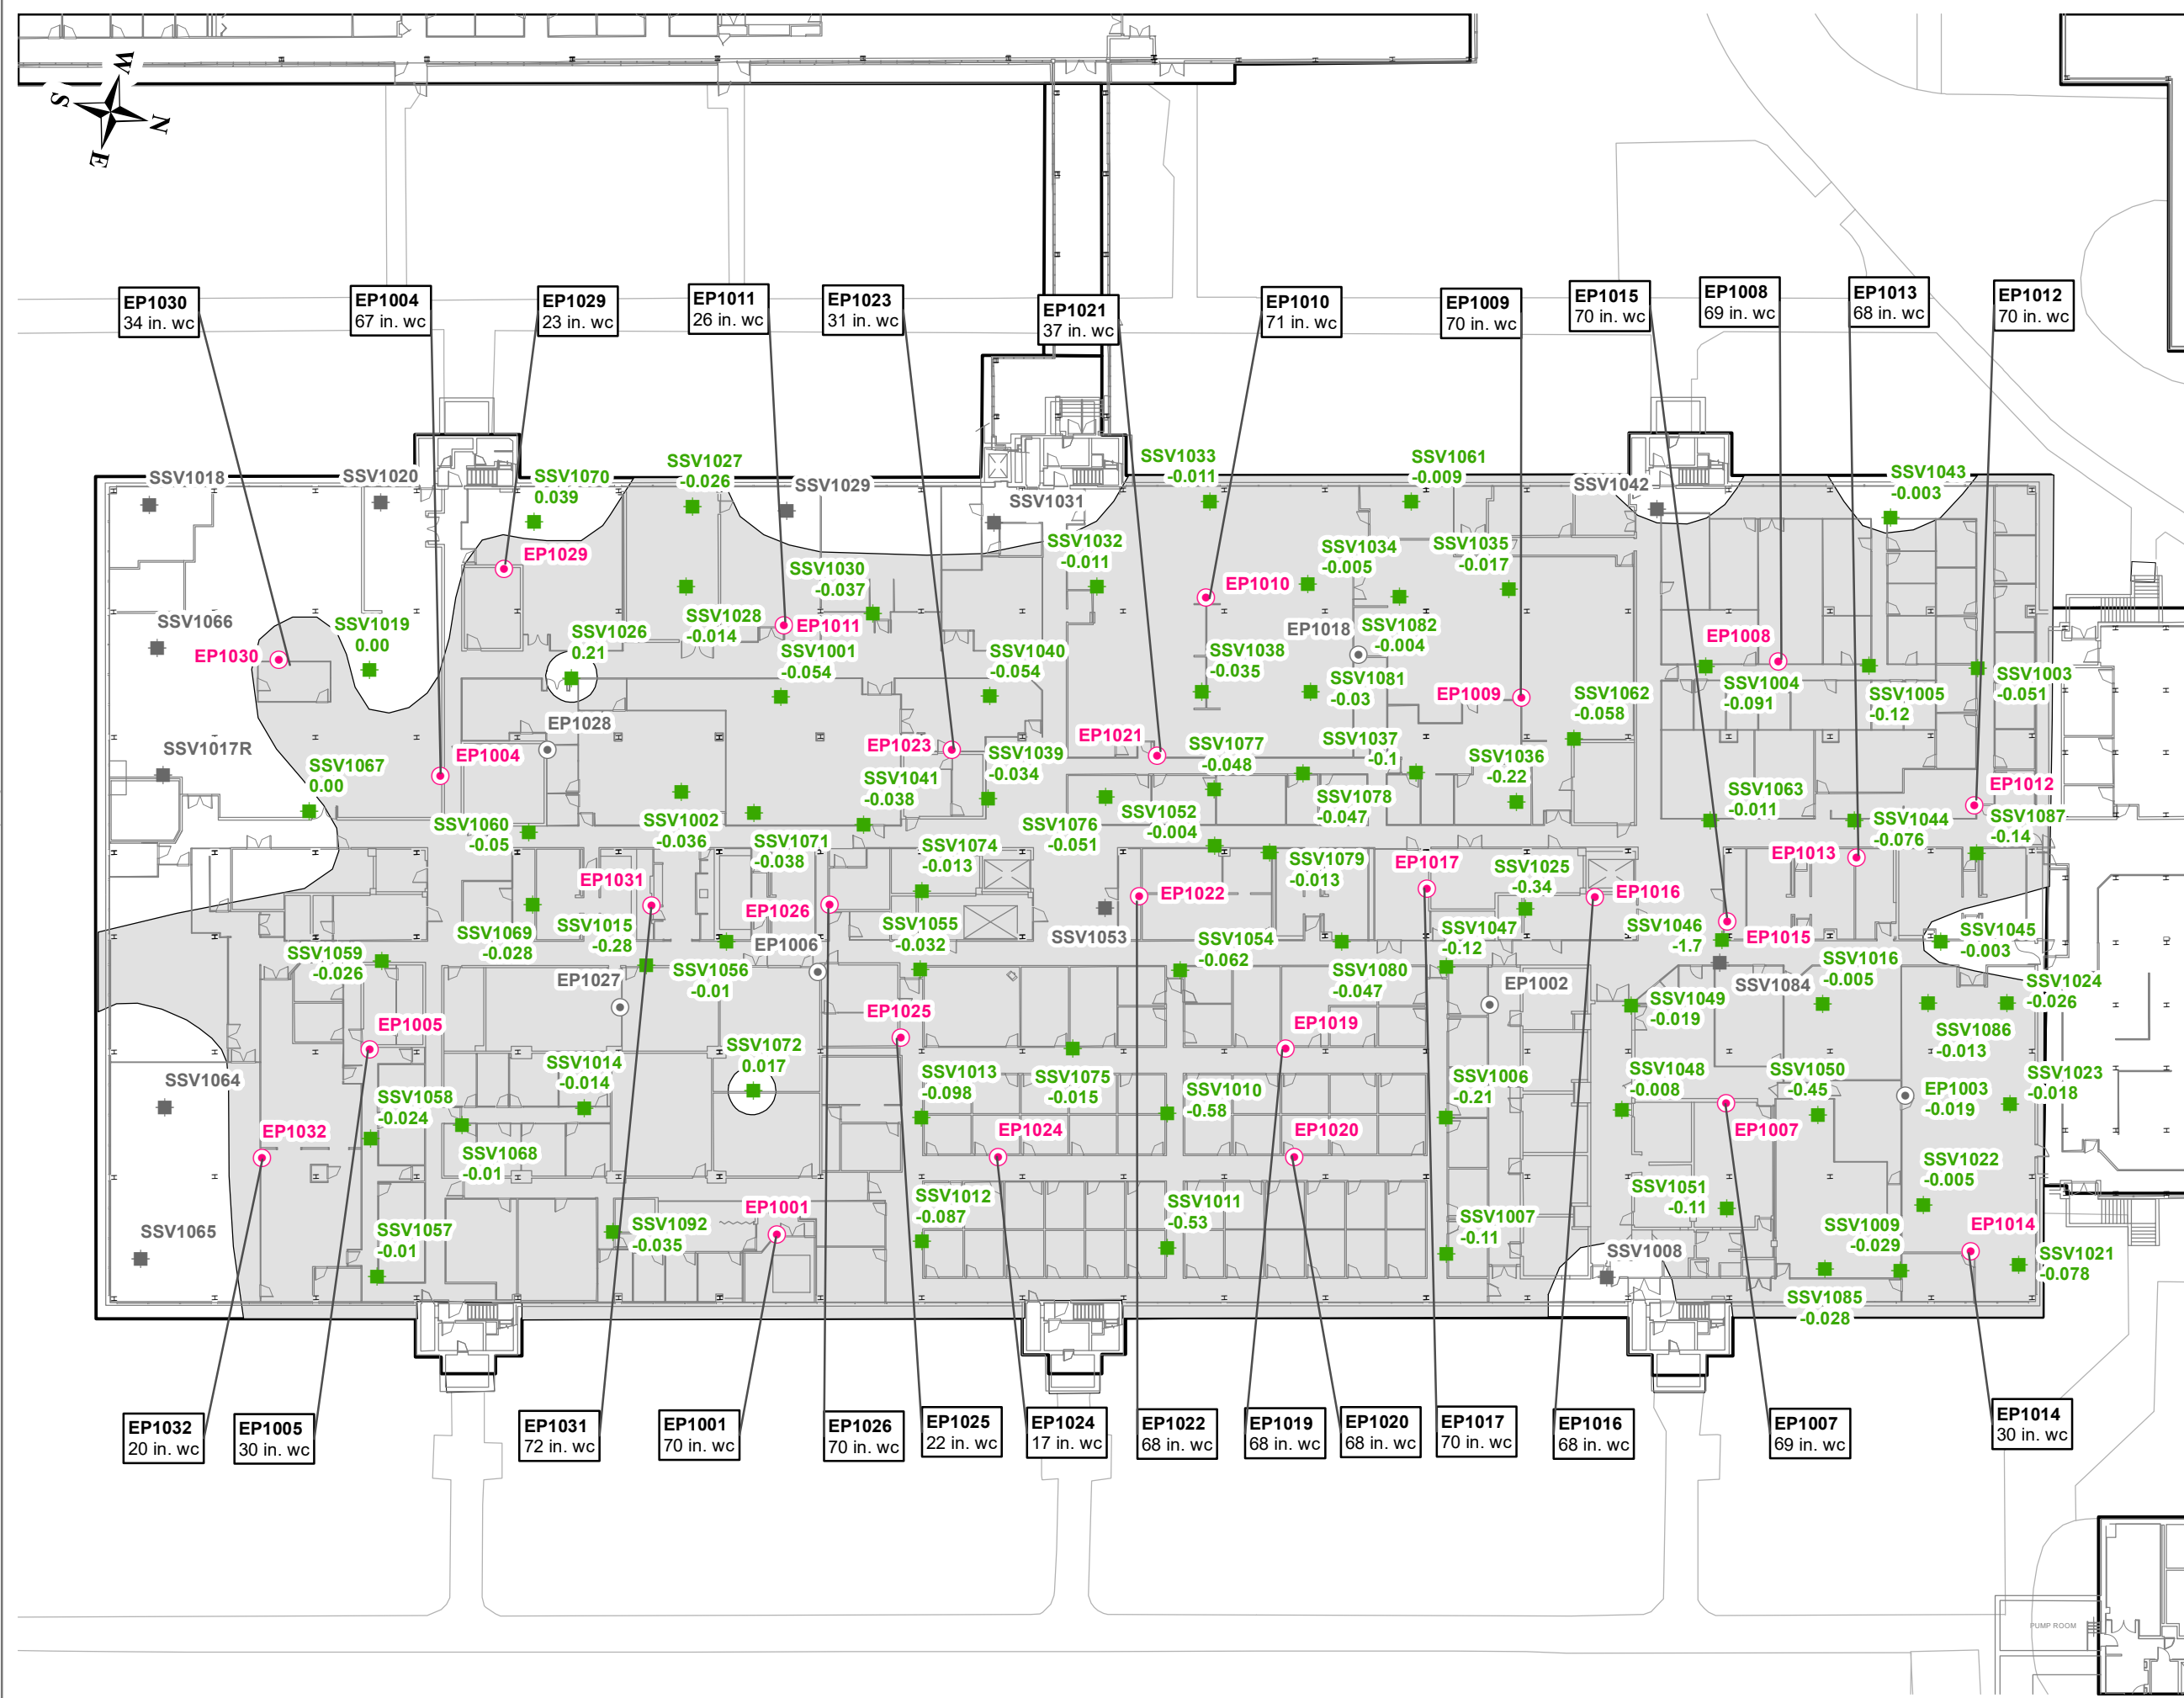 W
S
N
E
EP1030
34 in. wc
EP1004
67 in. wc
EP1029
23 in. wc
EP1011
26 in. wc
EP1023
31 in. wc
EP1021
37 in. wc
EP1010
71 in. wc
EP1009
70 in. wc
EP1015
70 in. wc
EP1008
69 in. wc
EP1013
68 in. wc
EP1012
70 in. wc
SSV1018
SSV1020
SSV1070
0.039
SSV1027
-0.026
SSV1029
SSV1031
SSV1033
-0.011
SSV1061
-0.009
SSV1042
SSV1043
-0.003
EP1029
SSV1030
-0.037
SSV1032
-0.011
SSV1034
-0.005
SSV1035
-0.017
EP1010
SSV1066
EP1030
SSV1019
0.00
SSV1026
0.21
SSV1028
-0.014
EP1011
SSV1001
-0.054
SSV1040
-0.054
SSV1038
-0.035
EP1018
SSV1082
-0.004
SSV1081
-0.03
EP1009
SSV1062
-0.058
EP1008
SSV1004
-0.091
SSV1005
-0.12
SSV1003
-0.051
SSV1017R
SSV1067
0.00
EP1004
EP1028
EP1023
SSV1039
-0.034
SSV1041
-0.038
EP1021
SSV1077
-0.048
SSV1037
-0.1
SSV1036
-0.22
EP1012
SSV1060
-0.05
SSV1002
-0.036
SSV1071
-0.038
SSV1074
-0.013
SSV1076
-0.051
SSV1052
-0.004
SSV1078
-0.047
SSV1063
-0.011
SSV1044
-0.076
SSV1087
-0.14
EP1031
EP1026
EP1022
SSV1079
-0.013
EP1017
SSV1025
-0.34
EP1016
EP1013
SSV1069
-0.028
SSV1015
-0.28
EP1006
SSV1055
-0.032
SSV1053
SSV1054
-0.062
SSV1047
-0.12
SSV1046
-1.7
EP1015
SSV1045
-0.003
SSV1059
-0.026
EP1027
SSV1056
-0.01
SSV1080
-0.047
EP1002
SSV1084
SSV1016
-0.005
SSV1024
-0.026
EP1005
EP1025
EP1019
SSV1049
-0.019
SSV1086
-0.013
SSV1072
0.017
SSV1064
SSV1058
-0.024
SSV1014
-0.014
SSV1013
-0.098
SSV1075
-0.015
SSV1010
-0.58
SSV1006
-0.21
SSV1048
-0.008
SSV1050
-0.45
EP1003
-0.019
SSV1023
-0.018
EP1032
SSV1068
-0.01
EP1024
EP1020
EP1007
SSV1022
-0.005
SSV1065
SSV1057
-0.01
SSV1092
-0.035
EP1001
SSV1012
-0.087
SSV1011
-0.53
SSV1007
-0.11
SSV1051
-0.11
SSV1008
SSV1009
-0.029
EP1014
SSV1021
-0.078
SSV1085
-0.028
EP1032
20 in. wc
EP1005
30 in. wc
EP1031
72 in. wc
EP1001
70 in. wc
EP1026
70 in. wc
EP1025
22 in. wc
EP1024
17 in. wc
EP1022
68 in. wc
EP1019
68 in. wc
EP1020
68 in. wc
EP1017
70 in. wc
EP1016
68 in. wc
EP1007
69 in. wc
EP1014
30 in. wc
PUMP ROOM